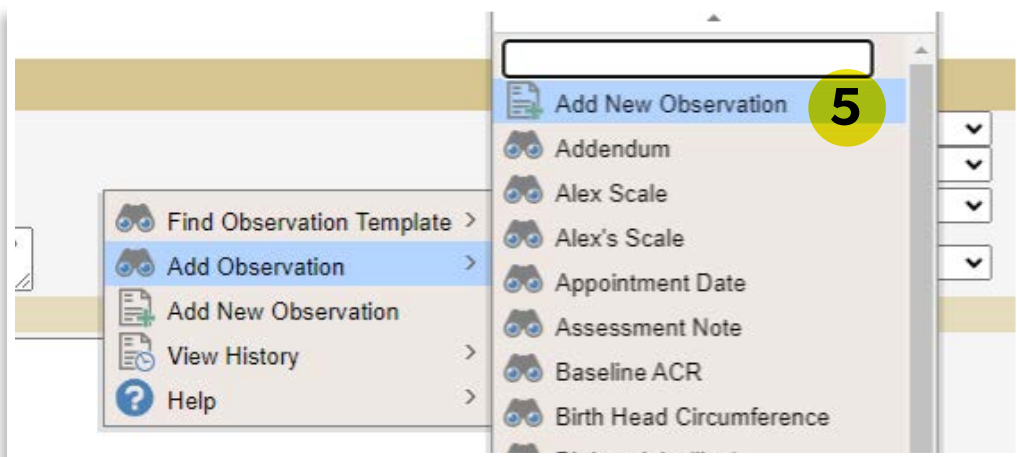 Add New Observation
5
Addendum
Alex Scale
Alex's Scale
Appointment Date
Assessment Note
Baseline ACR
Birth Head Circumference
Find Observation Template
Add Observation
Add New Observation
View History
Help